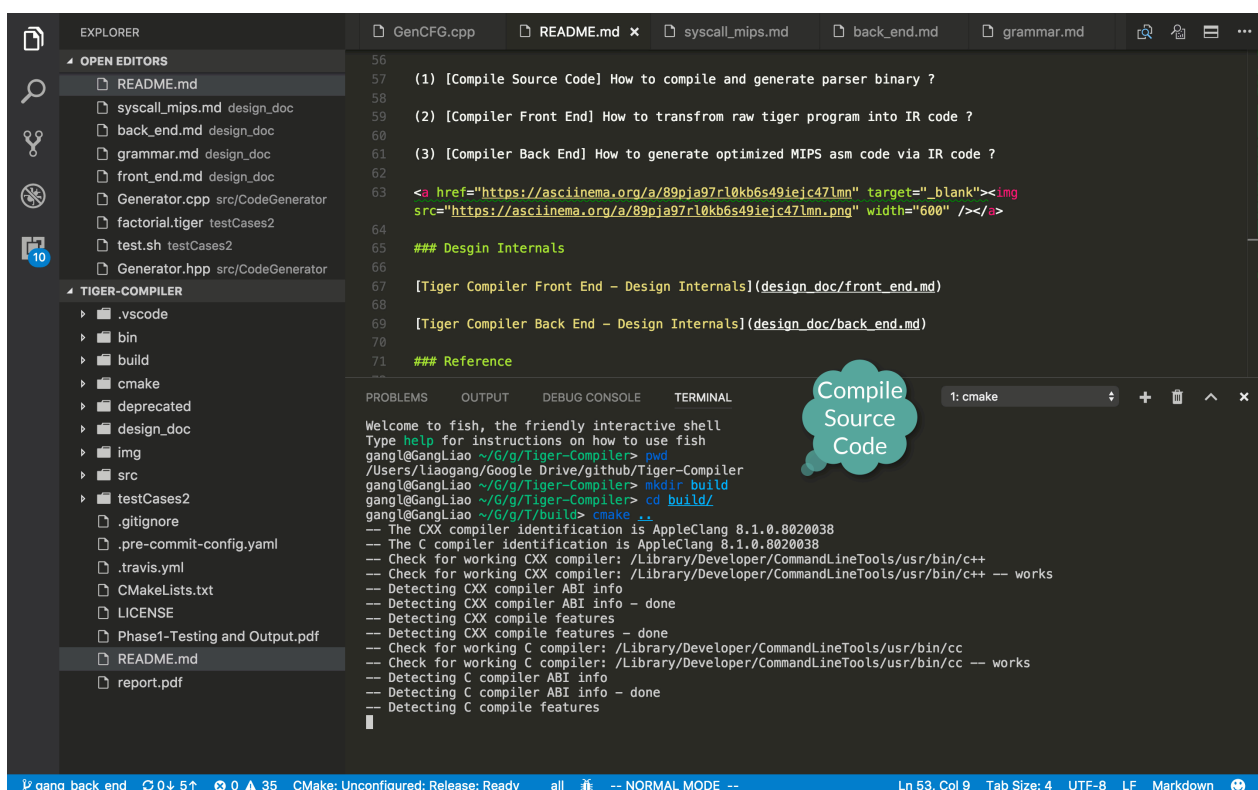 EXPLORER
OPEN EDITORS
README.md
syscall_mips.md design_doc
back_end.md design_doc
grammar.md design_doc
front_end.md design_doc
Generator.cpp src/CodeGenerator
factorial.tiger testCases2
test.sh testCases2
Generator.hpp src/CodeGenerator
10
TIGER-COMPILER
.vscode
bin
build
cmake
deprecated
design_doc
img
src
testCases2
.gitignore
.pre-commit-config.yaml
.travis.yml
CMakeLists.txt
LICENSE
Phase1-Testing and Output.pdf
README.md
report.pdf
GenCFG.cpp README.md × syscall_mips.md back_end.md grammar.md
56
57 (1) [Compile Source Code] How to compile and generate parser binary ?
58
59 (2) [Compiler Front End] How to transfrom raw tiger program into IR code ?
60
61 (3) [Compiler Back End] How to generate optimized MIPS asm code via IR code ?
62
63 <a href="https://asciinema.org/a/89pja97rl0kb6s49iejc47lmn" target="_blank"><img
src="https://asciinema.org/a/89pja97rl0kb6s49iejc47lmn.png" width="600" /></a>
64
65 ### Desgin Internals
66
67 [Tiger Compiler Front End - Design Internals](design_doc/front_end.md)
68
69 [Tiger Compiler Back End - Design Internals](design_doc/back_end.md)
70
71 ### Reference
Compile
Source
Code
PROBLEMS OUTPUT DEBUG CONSOLE TERMINAL 1: cmake
Welcome to fish, the friendly interactive shell
Type help for instructions on how to use fish
gangl@GangLiao ~/G/g/Tiger-Compiler> pwd
/Users/liaogang/Google Drive/github/Tiger-Compiler
gangl@GangLiao ~/G/g/Tiger-Compiler> mkdir build
gangl@GangLiao ~/G/g/Tiger-Compiler> cd build/
gangl@GangLiao ~/G/g/T/build> cmake ..
-- The CXX compiler identification is AppleClang 8.1.0.8020038
-- The C compiler identification is AppleClang 8.1.0.8020038
-- Check for working CXX compiler: /Library/Developer/CommandLineTools/usr/bin/c++
-- Check for working CXX compiler: /Library/Developer/CommandLineTools/usr/bin/c++ -- works
-- Detecting CXX compiler ABI info
-- Detecting CXX compiler ABI info - done
-- Detecting CXX compile features
-- Detecting CXX compile features - done
-- Check for working C compiler: /Library/Developer/CommandLineTools/usr/bin/cc
-- Check for working C compiler: /Library/Developer/CommandLineTools/usr/bin/cc -- works
-- Detecting C compiler ABI info
-- Detecting C compiler ABI info - done
-- Detecting C compile features
gang_back_end 0↓ 5↑ 0 35 CMake: Unconfigured: Release: Ready all -- NORMAL MODE -- Ln 53, Col 9 Tab Size: 4 UTF-8 LF Markdown